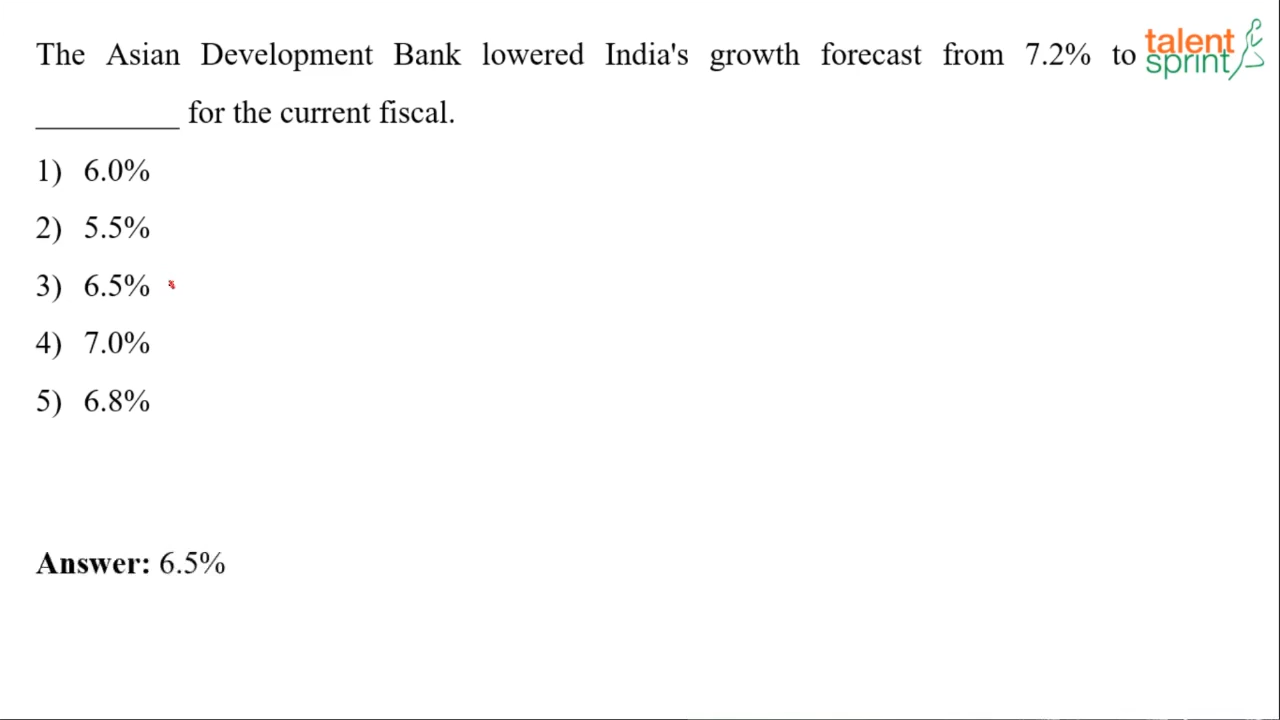 The Asian Development Bank lowered India's growth forecast from 7.2% to
__________ for the current fiscal.
1) 6.0%
2) 5.5%
3) 6.5%
4) 7.0%
5) 6.8%
Answer: 6.5%
talent
sprint